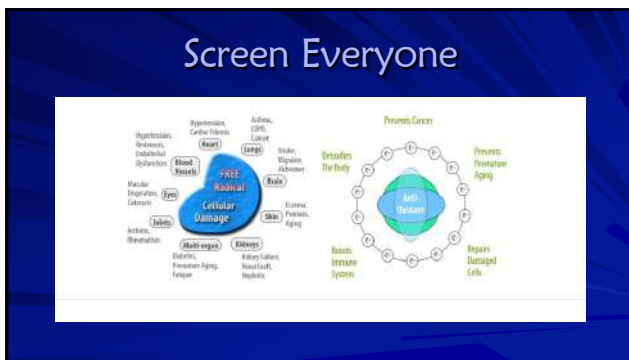 Screen Everyone
Hypertension,
Cardiac Fibrosis
Heart
Asthma,
COPD,
Cancer
Lungs
Hypertension,
Restenosis,
Endothelial
Dysfunction
Blood
Vessels
Stroke,
Migraine,
Alzheimer
Brain
FREE
Radical
Cellular
Damage
Macular
Eyes
Cataracts
Skin
Eczema,
Psoriasis,
Aging
Joints
Arthritis,
Rheumatism
Multi-organ
Diabetes,
Premature Aging,
Fatigue
Kidneys
Kidney Failure,
Renal Graft,
Nephritis
Prevents Cancer
Detoxifies
The Body
Prevents
Premature
Aging
Anti-
Oxidant
Boosts
Immune
System
Repairs
Damaged
Cells